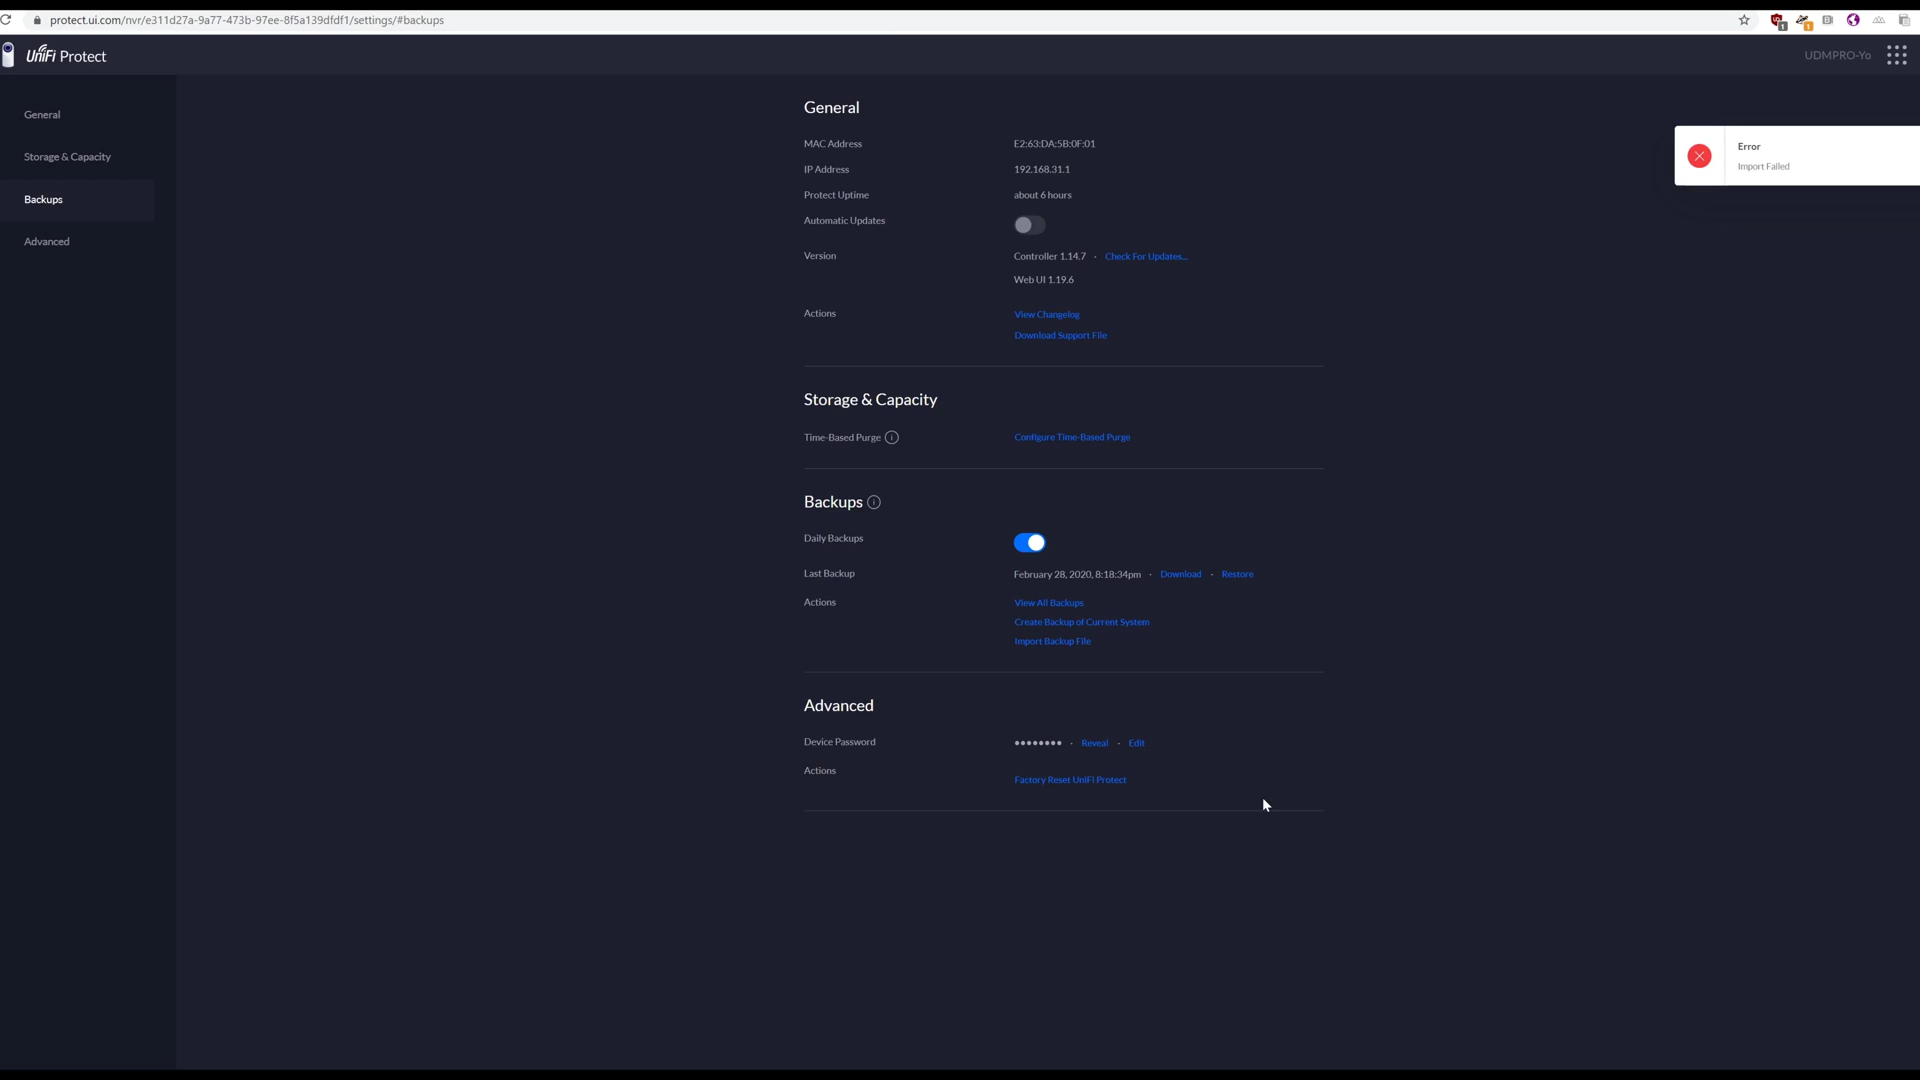 protect.ui.com/nvr/e311d27a-9a77-473b-97ee-8f5a139dfdf1/settings/#backups
UniFi Protect
UDMPRO-Yo
General
Storage & Capacity
Backups
Advanced
General
MAC Address E2:63:DA:5B:0F:01
IP Address 192.168.31.1
Protect Uptime about 6 hours
Automatic Updates
Version Controller 1.14.7 · Check For Updates...
Web UI 1.19.6
Actions View Changelog
Download Support File
Storage & Capacity
Time-Based Purge Configure Time-Based Purge
Backups
Daily Backups
Last Backup February 28, 2020, 8:18:34pm · Download · Restore
Actions View All Backups
Create Backup of Current System
Import Backup File
Advanced
Device Password •••••••• · Reveal · Edit
Actions Factory Reset UniFi Protect
Error
Import Failed